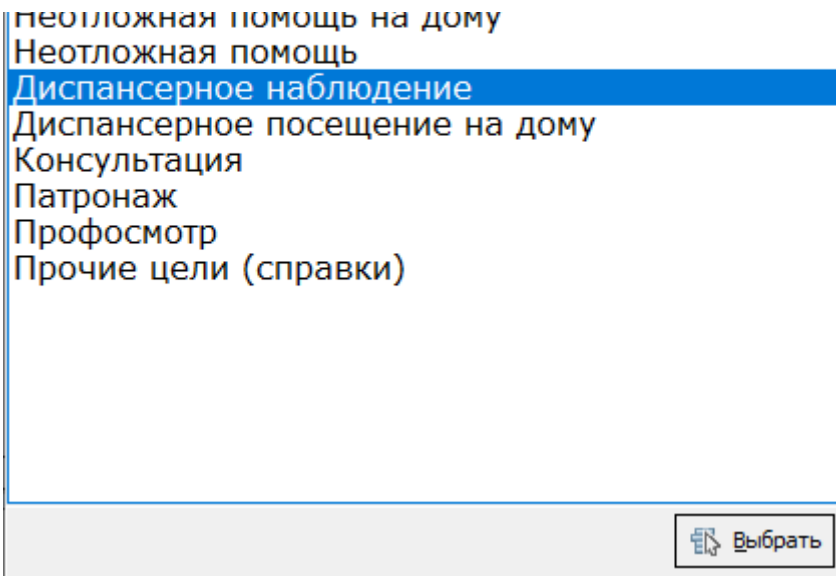 Неотложная помощь на дому
Неотложная помощь
Диспансерное наблюдение
Диспансерное посещение на дому
Консультация
Патронаж
Профосмотр
Прочие цели (справки)
Выбрать